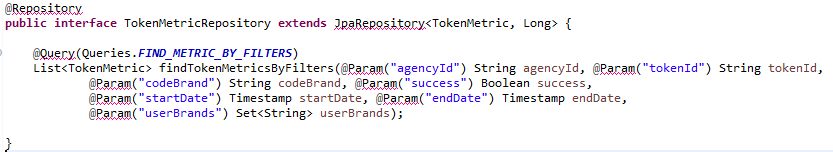 @Repository
public interface TokenMetricRepository extends JpaRepository<TokenMetric, Long> {
@Query(Queries.FIND_METRIC_BY_FILTERS)
List<TokenMetric> findTokenMetricsByFilters(@Param("agencyId") String agencyId, @Param("tokenId") String tokenId,
@Param("codeBrand") String codeBrand, @Param("success") Boolean success,
@Param("startDate") Timestamp startDate, @Param("endDate") Timestamp endDate,
@Param("userBrands") Set<String> userBrands);
}